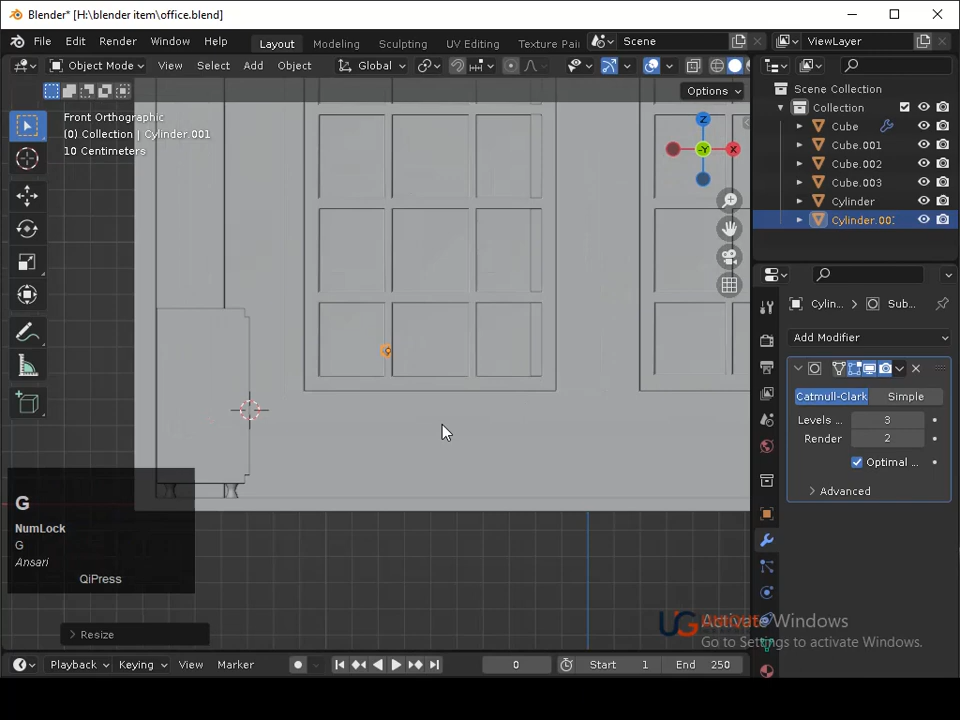 Blender* [H:\blender item\office.blend]
File Edit Render Window Help Layout Modeling Sculpting UV Editing Texture Pai Scene ViewLayer
Object Mode View Select Add Object Global
Options
Front Orthographic
(0) Collection | Cylinder.001
10 Centimeters
Z
-Y
X
Scene Collection
Collection
Cube
Cube.001
Cube.002
Cube.003
Cylinder
Cylinder.00
Cylin... Sub...
Add Modifier
Catmull-Clark Simple
Levels ... 3
Render 2
Optimal ...
Advanced
G
NumLock
G
Ansari
QiPress
Resize
UG
Activate Windows
Go to Settings to activate Windows.
Playback Keying View Marker 0 Start 1 End 250